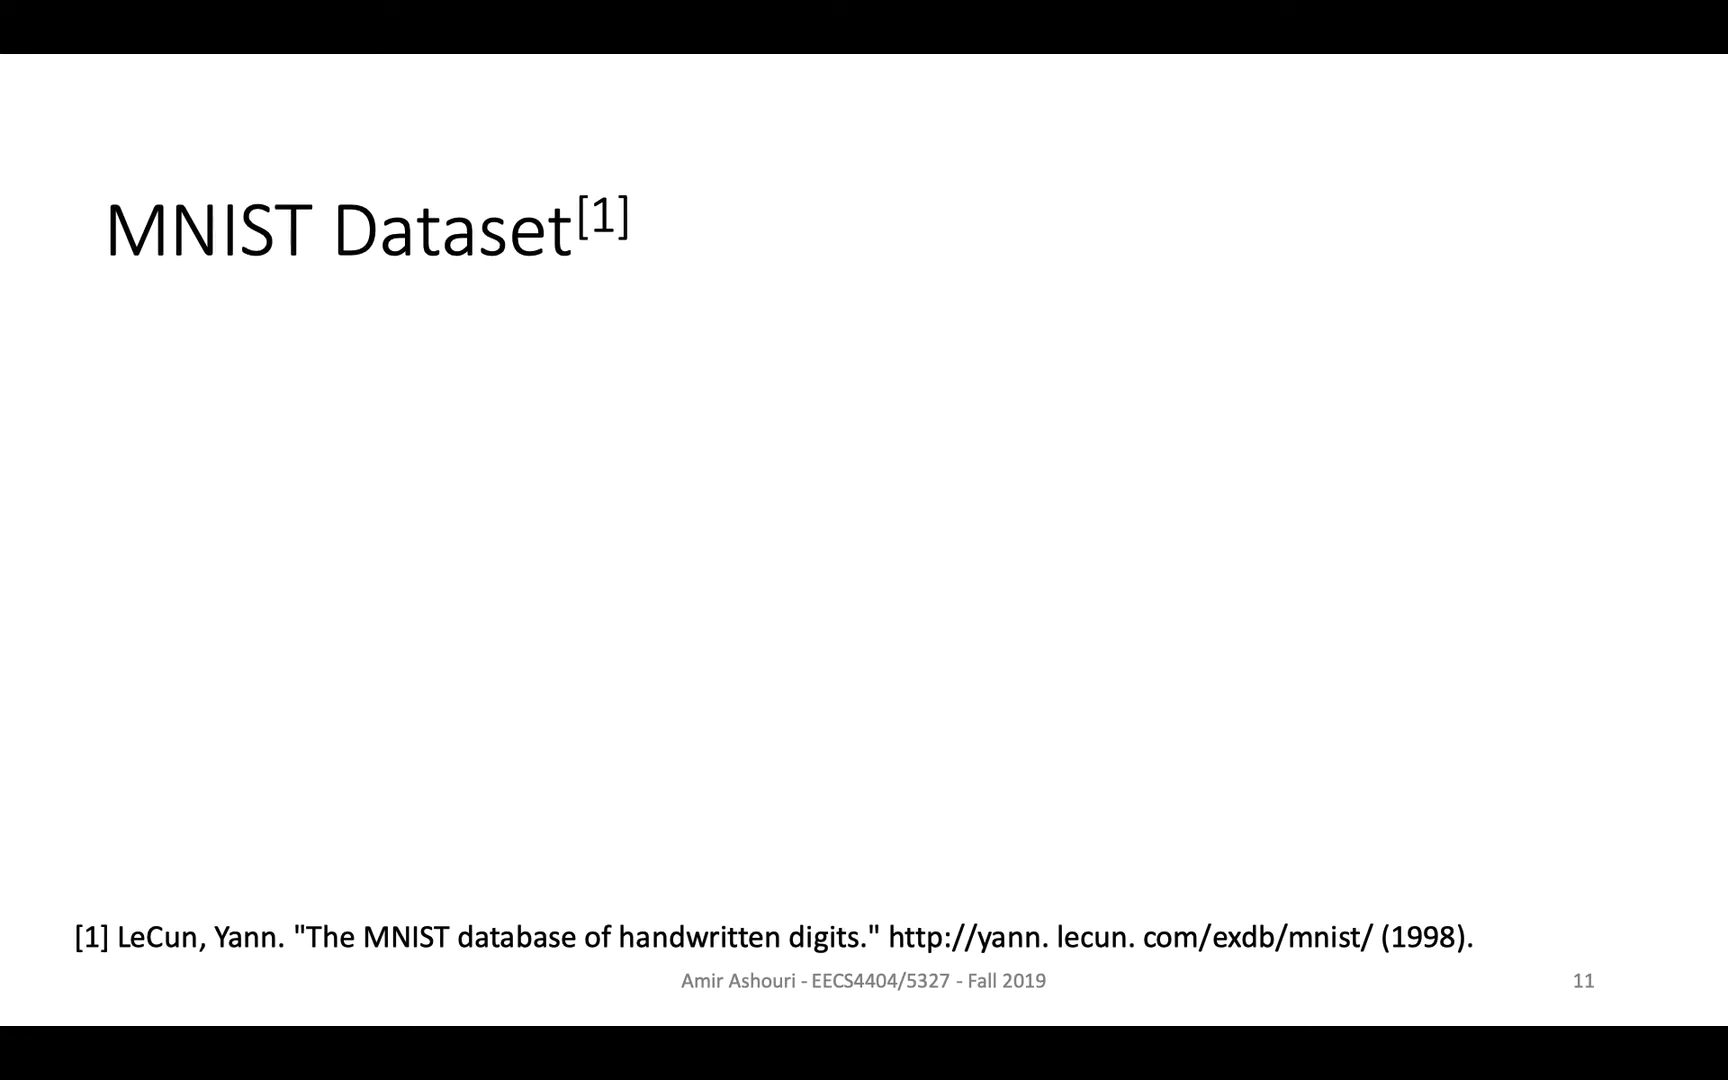 MNIST Dataset[1]
[1] LeCun, Yann. "The MNIST database of handwritten digits." http://yann. lecun. com/exdb/mnist/ (1998).
Amir Ashouri - EECS4404/5327 - Fall 2019
11